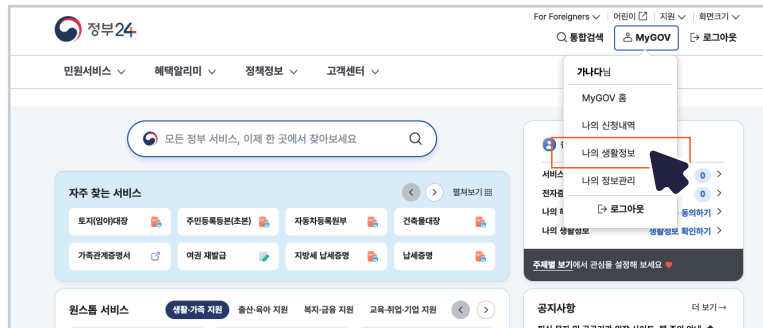 For Foreigners 어린이 지원 화면크기
정부24
통합검색 MyGOV 로그아웃
민원서비스 혜택알리미 정책정보 고객센터
가나다님
MyGOV 홈
나의 신청내역
나의 생활정보
나의 정보관리
로그아웃
모든 정부 서비스, 이제 한 곳에서 찾아보세요
자주 찾는 서비스 펼쳐보기
토지(임야)대장 주민등록등본(초본) 자동차등록원부 건축물대장
가족관계증명서 여권 재발급 지방세 납세증명 납세증명
서비스 0
전자증 0
나의 동의하기
나의 생활정보 생활정보 확인하기
주제별 보기에서 관심을 설정해 보세요
원스톱 서비스 생활·가족 지원 출산·육아 지원 복지·금융 지원 교육·취업·기업 지원
공지사항 더 보기